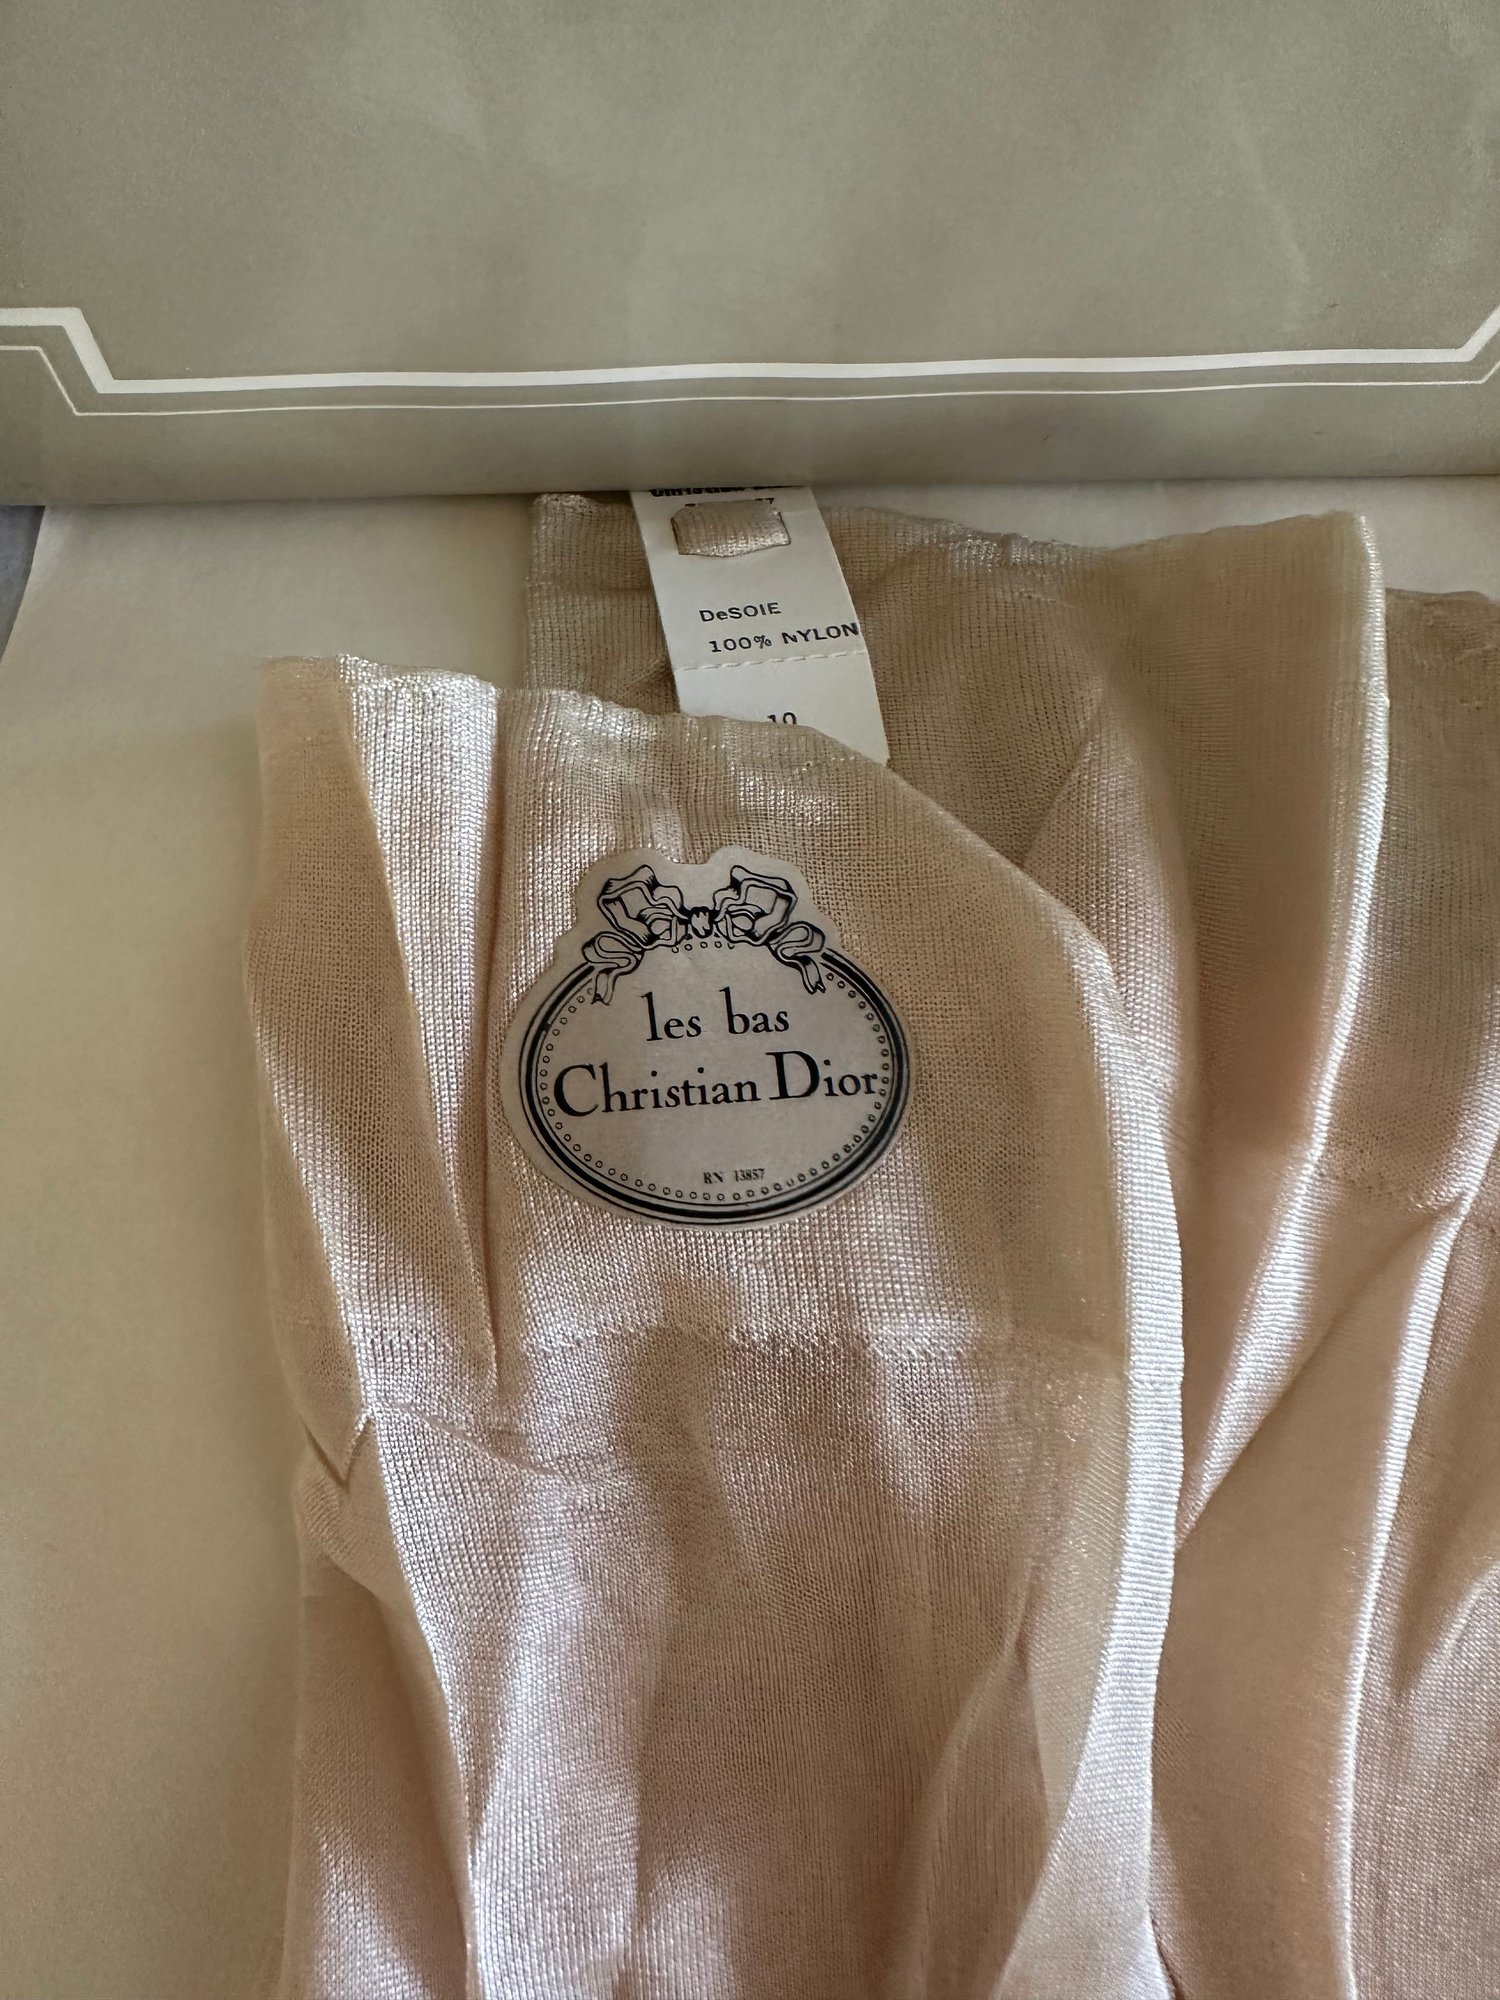 DeSOIE
100% NYLON
10
les bas
Christian Dior
RN 13857